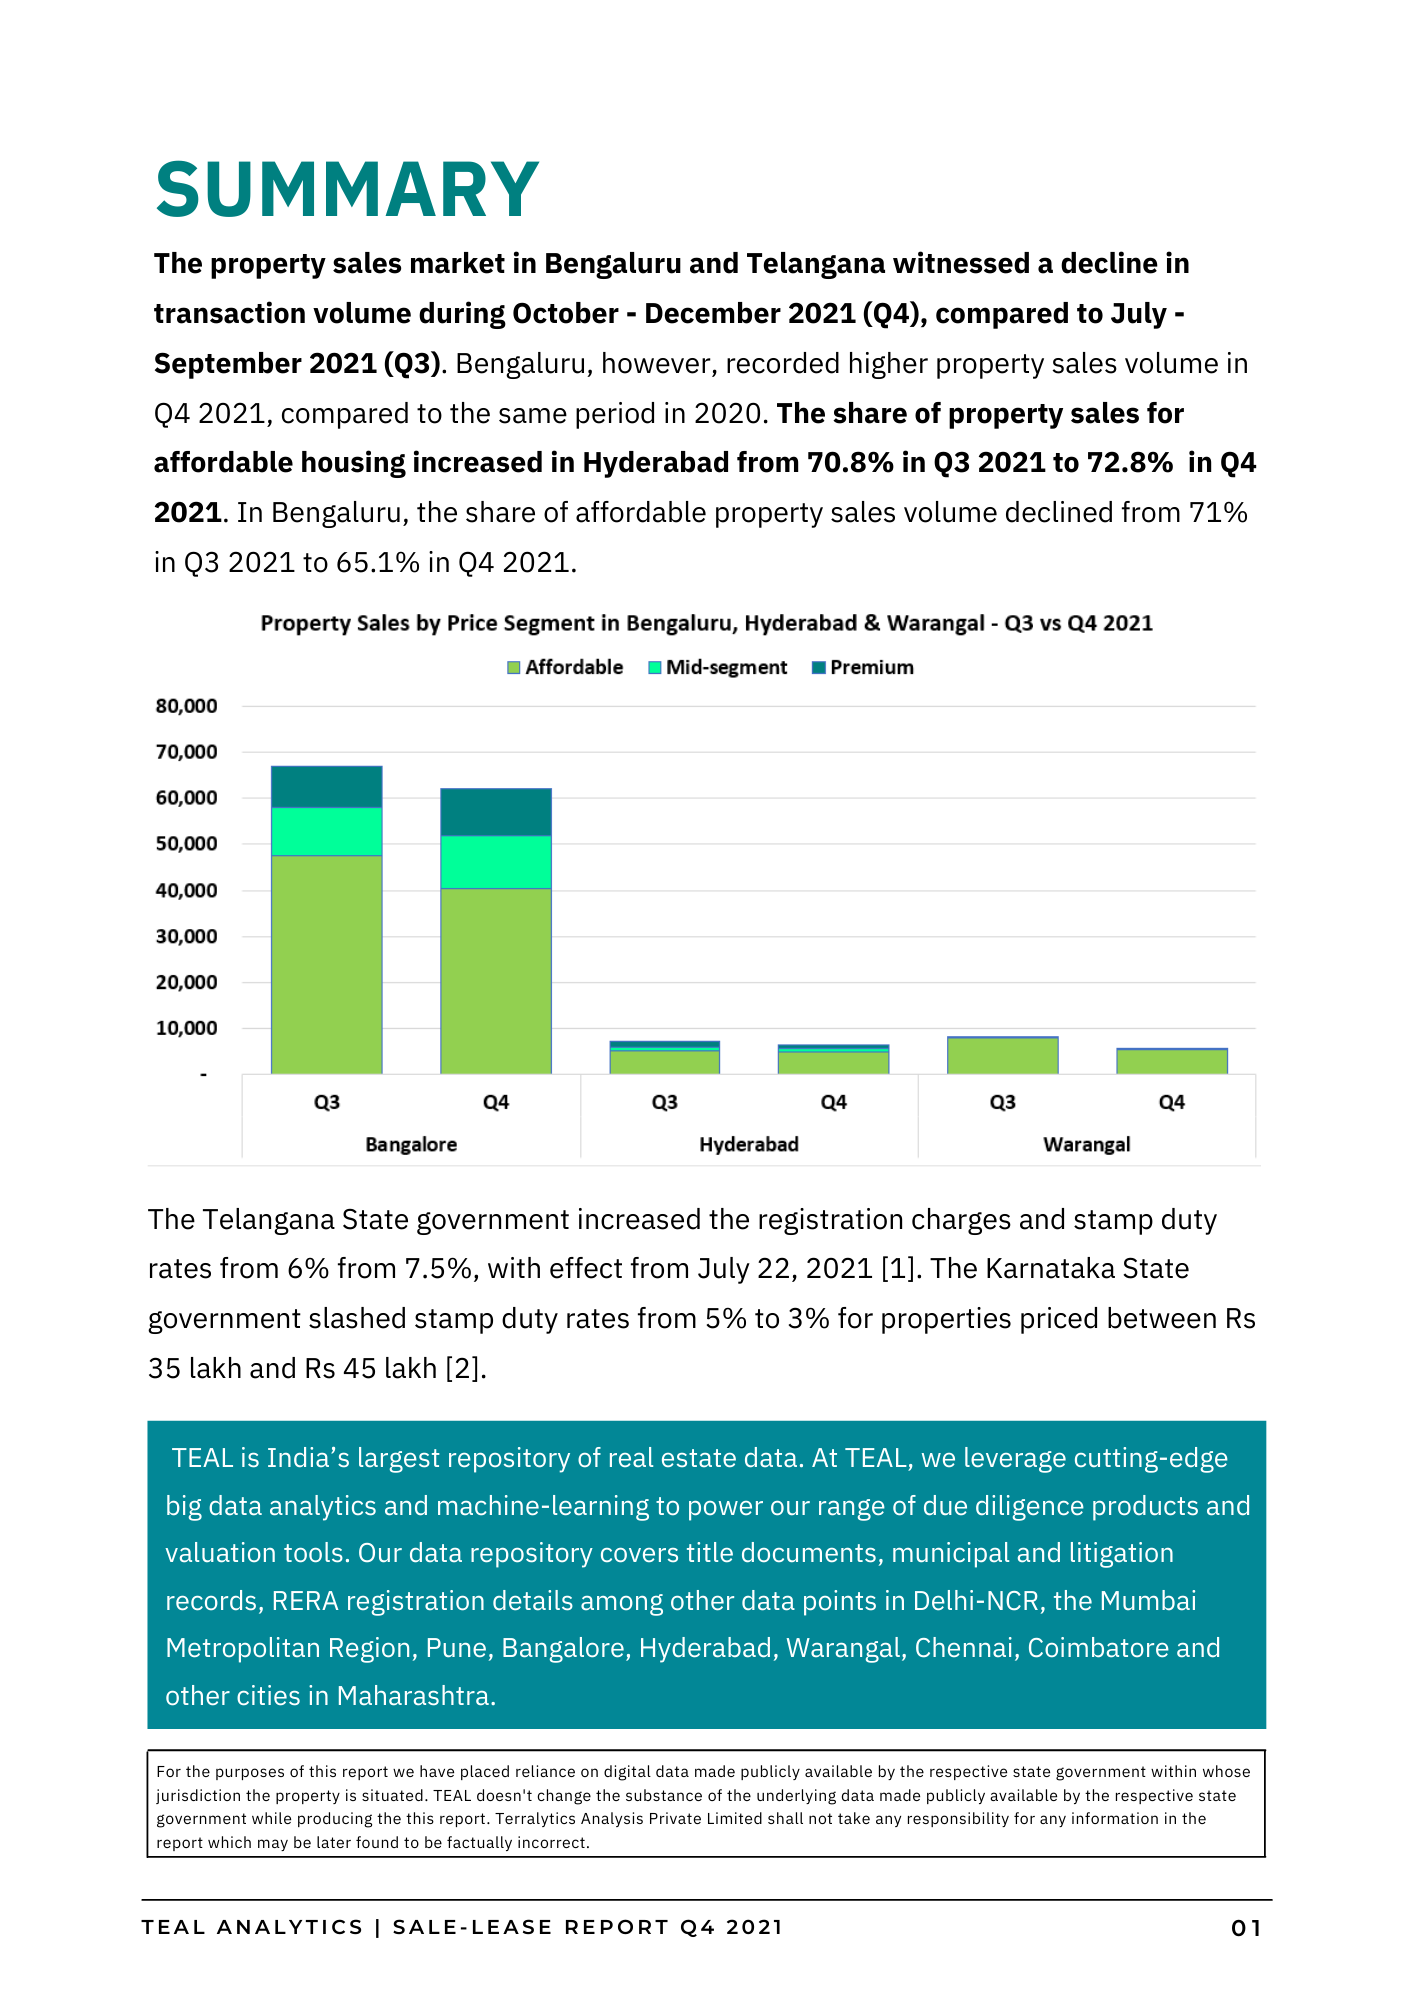 SUMMARY
The property sales market in Bengaluru and Telangana witnessed a decline in
transaction volume during October - December 2021 (Q4), compared to July -
September 2021 (Q3). Bengaluru, however, recorded higher property sales volume in
Q4 2021, compared to the same period in 2020. The share of property sales for
affordable housing increased in Hyderabad from 70.8% in Q3 2021 to 72.8%  in Q4
2021. In Bengaluru, the share of affordable property sales volume declined from 71%
in Q3 2021 to 65.1% in Q4 2021.
Property Sales by Price Segment in Bengaluru, Hyderabad & Warangal - Q3 vs Q4 2021
Affordable Mid-segment Premium
80,000
70,000
60,000
50,000
40,000
30,000
20,000
10,000
-
Q3 Q4 Q3 Q4 Q3 Q4
Bangalore Hyderabad Warangal
The Telangana State government increased the registration charges and stamp duty
rates from 6% from 7.5%, with effect from July 22, 2021 [1]. The Karnataka State
government slashed stamp duty rates from 5% to 3% for properties priced between Rs
35 lakh and Rs 45 lakh [2].
TEAL is India’s largest repository of real estate data. At TEAL, we leverage cutting-edge
big data analytics and machine-learning to power our range of due diligence products and
valuation tools. Our data repository covers title documents, municipal and litigation
records, RERA registration details among other data points in Delhi-NCR, the Mumbai
Metropolitan Region, Pune, Bangalore, Hyderabad, Warangal, Chennai, Coimbatore and
other cities in Maharashtra.
For the purposes of this report we have placed reliance on digital data made publicly available by the respective state government within whose
jurisdiction the property is situated. TEAL doesn't change the substance of the underlying data made publicly available by the respective state
government while producing the this report. Terralytics Analysis Private Limited shall not take any responsibility for any information in the
report which may be later found to be factually incorrect.
TEAL ANALYTICS | SALE-LEASE REPORT Q4 2021 01